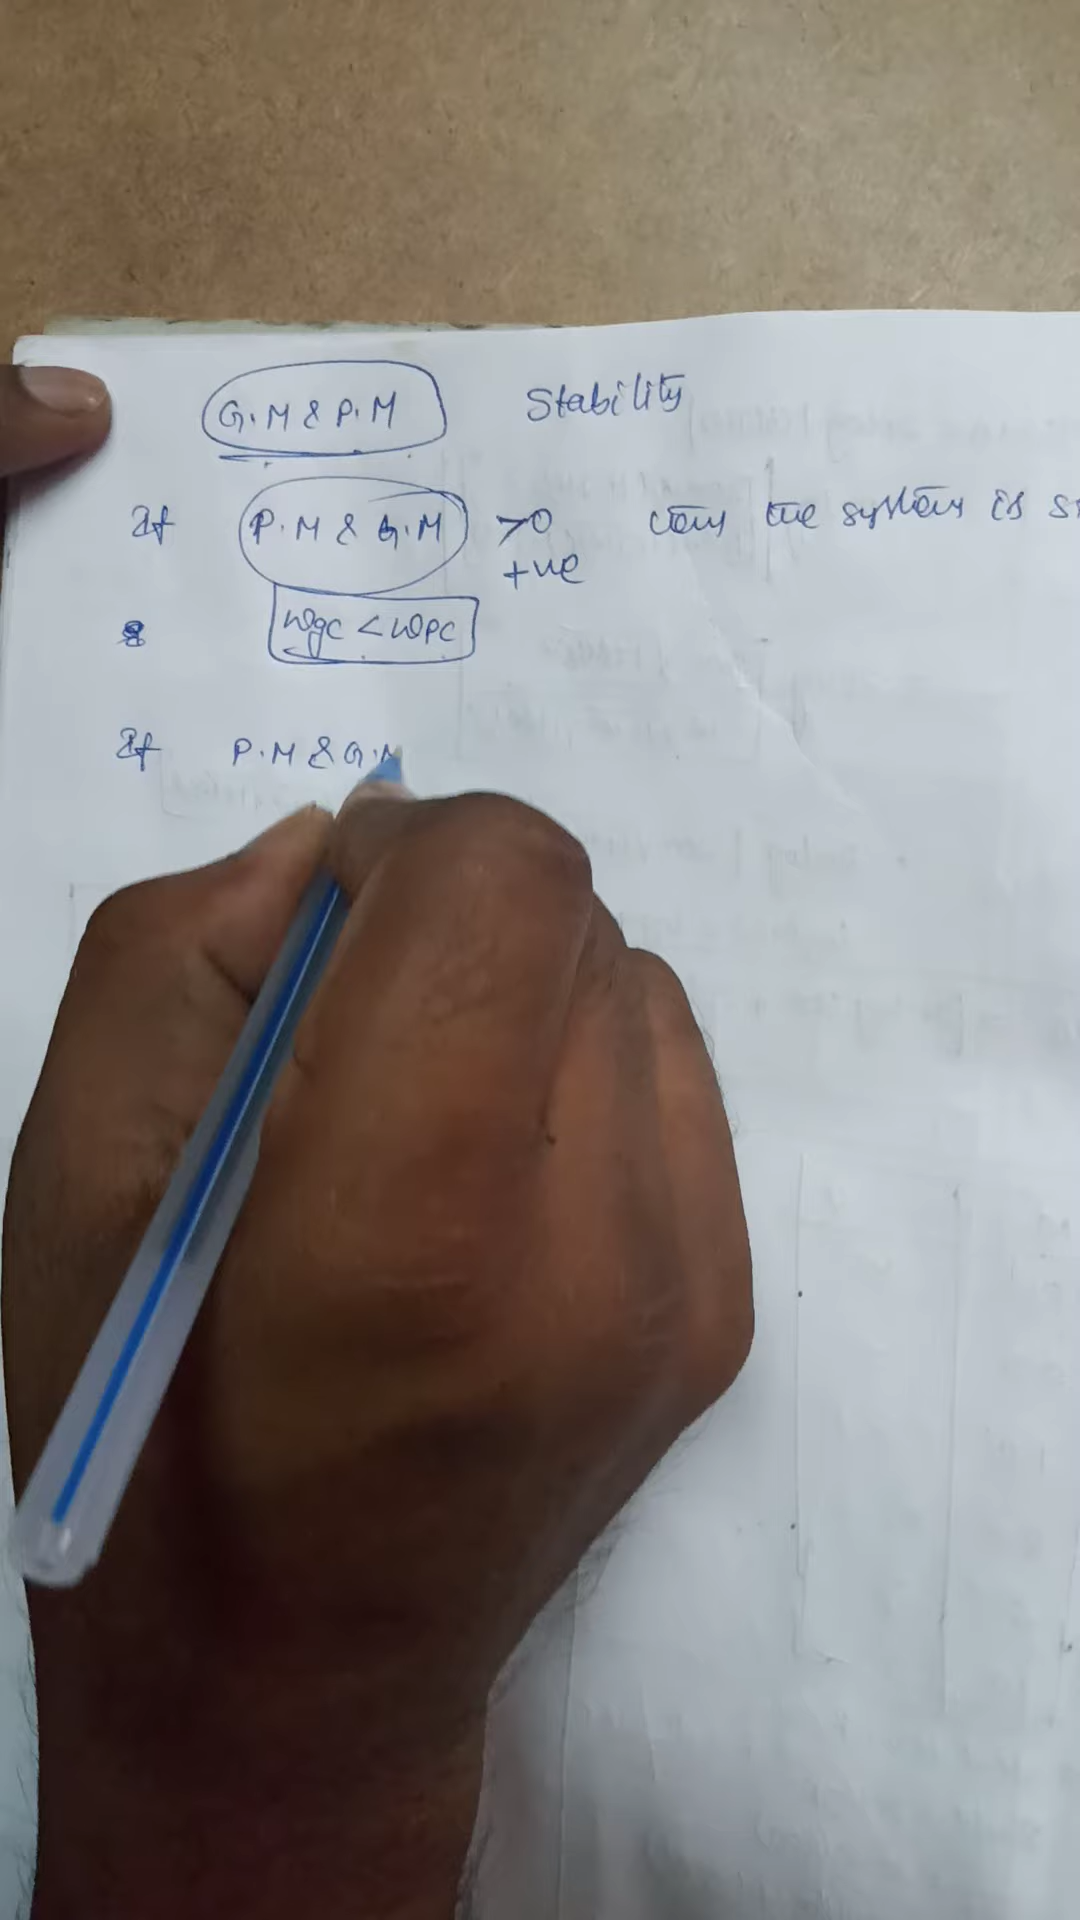 G.M & P.M Stability
If P.M & G.M >0 then the system is
+ve
& ωgc < ωpc
If P.M & G.M